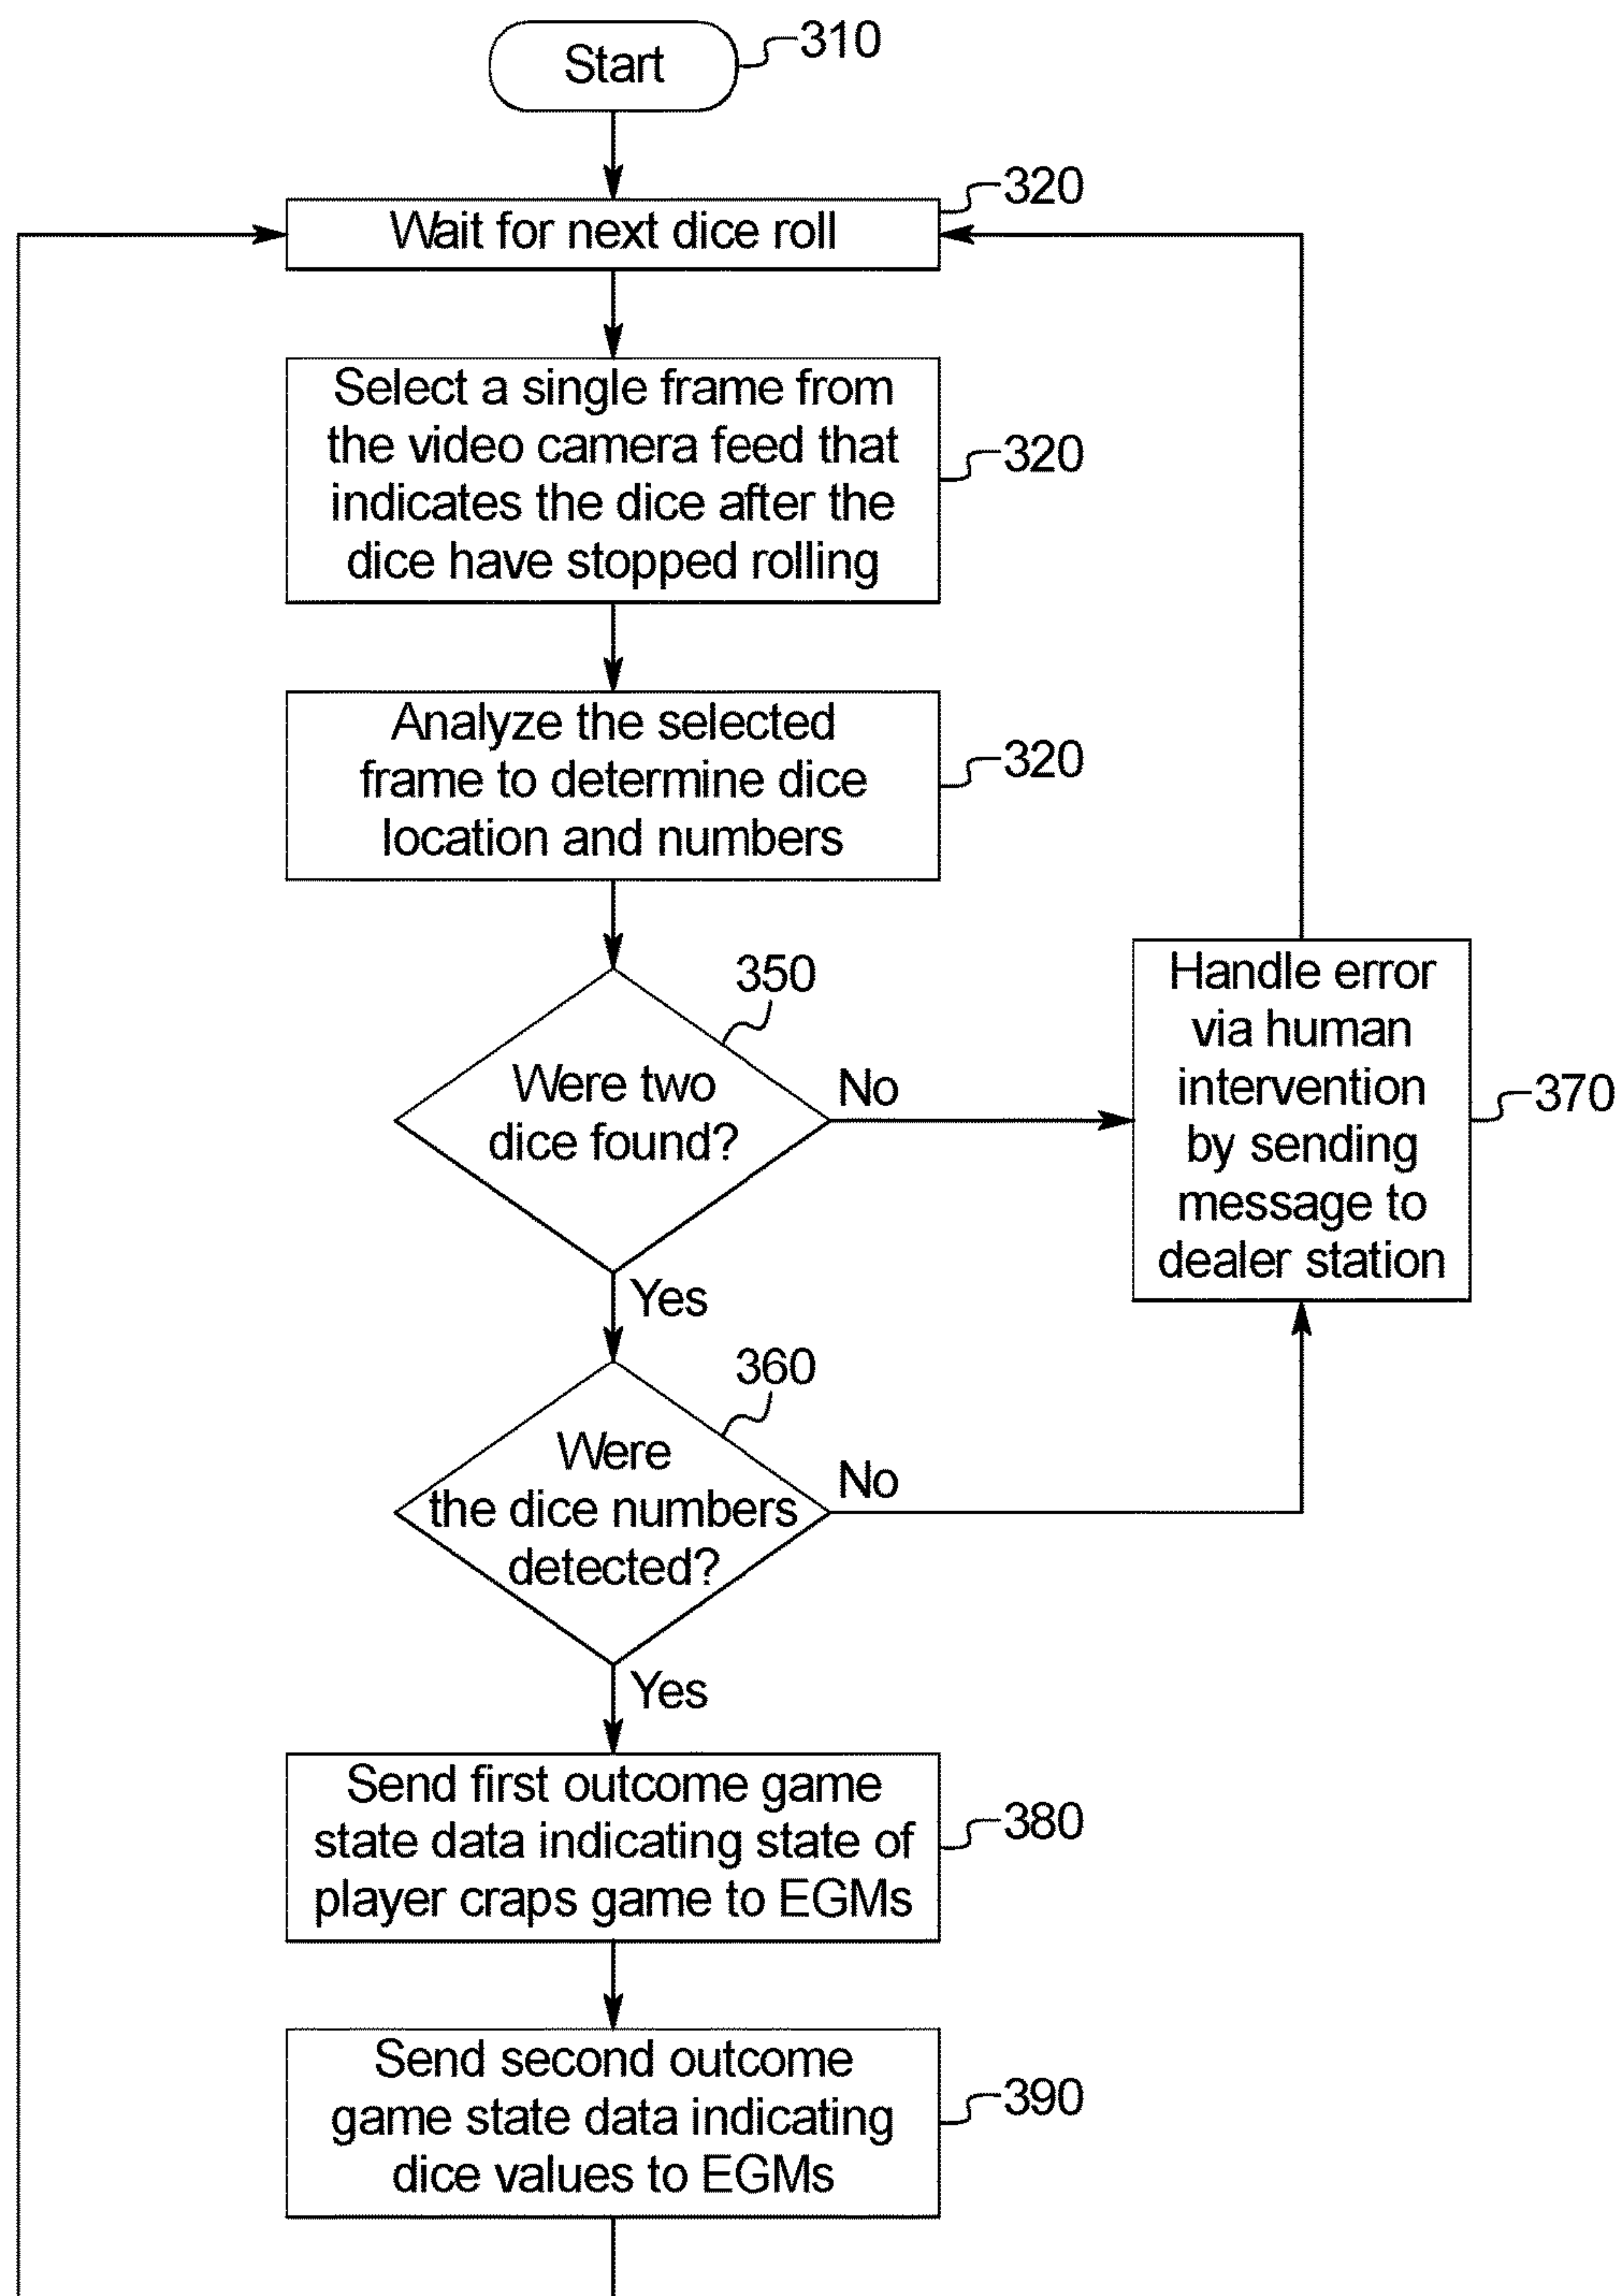 Start
310
Wait for next dice roll
320
Select a single frame from
the video camera feed that
indicates the dice after the
dice have stopped rolling
320
Analyze the selected
frame to determine dice
location and numbers
320
Were two
dice found?
350
No
Yes
Handle error
via human
intervention
by sending
message to
dealer station
370
Were
the dice numbers
detected?
360
No
Yes
Send first outcome game
state data indicating state of
player craps game to EGMs
380
Send second outcome
game state data indicating
dice values to EGMs
390